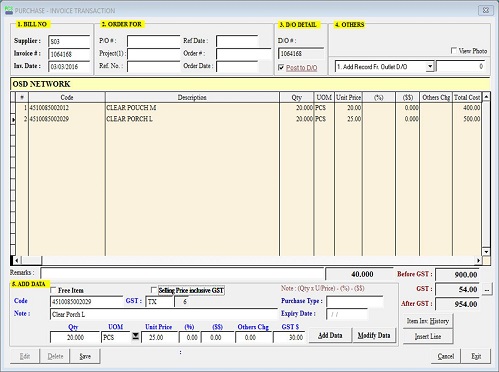 PURCHASE - INVOICE TRANSACTION
1. BILL NO
2. ORDER FOR
3. D/O DETAIL
4. OTHERS
Supplier : S03
P/O # :
Ref Date :
D/O# :
View Photo
Invoice # : 1064168
Project(1) :
Order # :
1064168
Inv. Date : 03/03/2016
Ref. No. :
Order Date :
Post to D/O
1. Add Record Fr. Outlet D/O
0
OSD NETWORK
# Code Description Qty UOM Unit Price (%) ($$) Others Chg Total Cost
1 4510085002012 CLEAR POUCH M 20.000 PCS 20.00 0.000 400.00
2 4510085002029 CLEAR PORCH L 20.000 PCS 25.00 0.000 500.00
Remarks :
40.000
Before GST : 900.00
5. ADD DATA
Free Item
Selling Price inclusive GST
Note : (Qty x U/Price) - (%) - ($$)
GST : 54.00 ...
Code 4510085002029 GST : TX 6
Purchase Type :
After GST : 954.00
Note : Clear Porch L
Expiry Date : / /
Item Inv. History
Qty UOM Unit Price (%) ($$) Others Chg GST $
20.000 PCS 25.00 0.00 0.00 0.00 30.00
Add Data
Modify Data
Insert Line
Edit
Delete
Save
:
Cancel
Exit